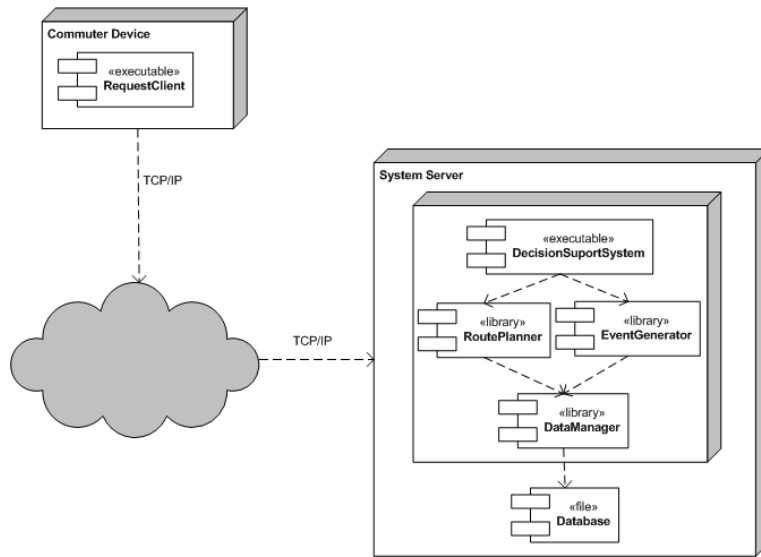 Commuter Device
«executable»
RequestClient
TCP/IP
System Server
«executable»
DecisionSuportSystem
«library»
RoutePlanner
«library»
EventGenerator
TCP/IP
«library»
DataManager
«file»
Database